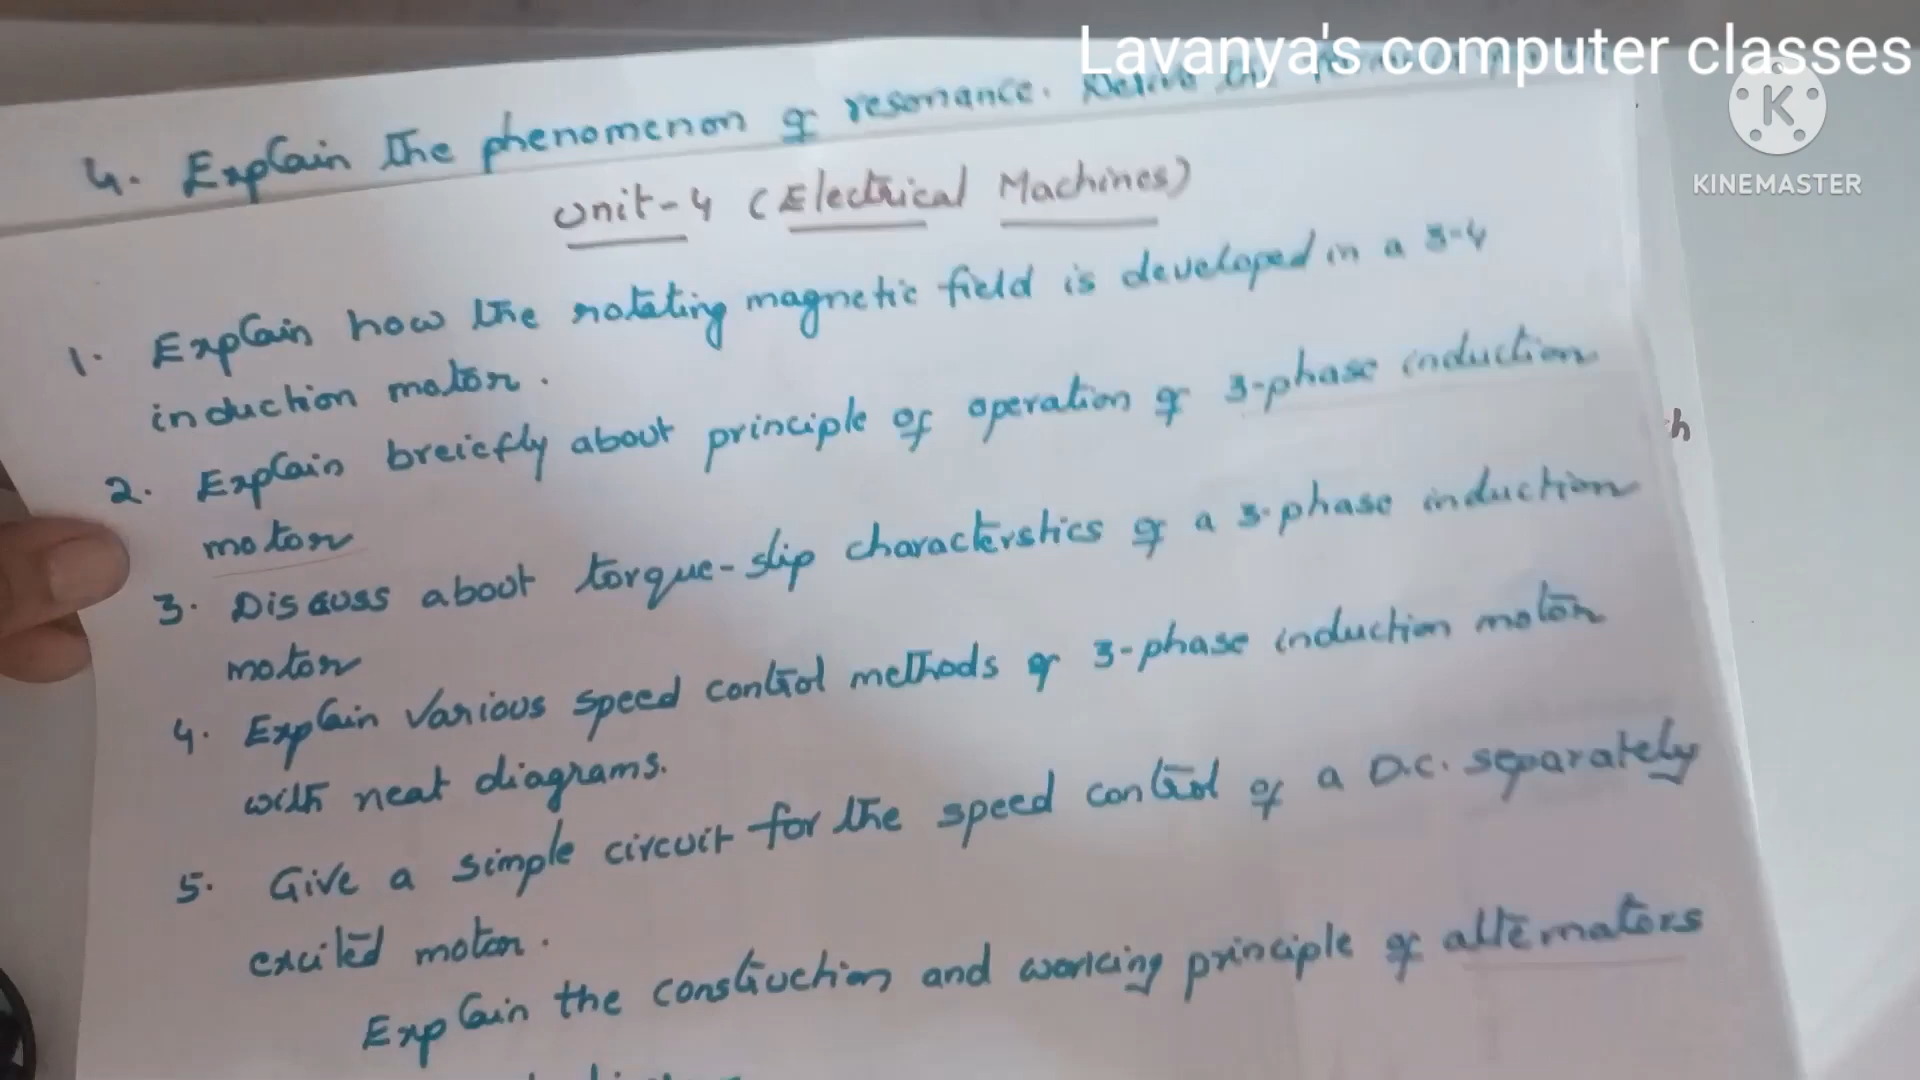 Lavanya's computer classes
KINEMASTER
4. Explain the phenomenon of resonance.
Unit-4 (Electrical Machines)
1. Explain how the rotating magnetic field is developed in a 3-φ
induction motor.
2. Explain breicfly about principle of operation of 3-phase induction
motor
3. Discuss about torque-slip characterstics of a 3-phase induction
motor
4. Explain various speed control methods of 3-phase induction motor
with neat diagrams.
5. Give a simple circuit for the speed control of a D.C. separately
excited motor.
Explain the construction and working principle of alternators